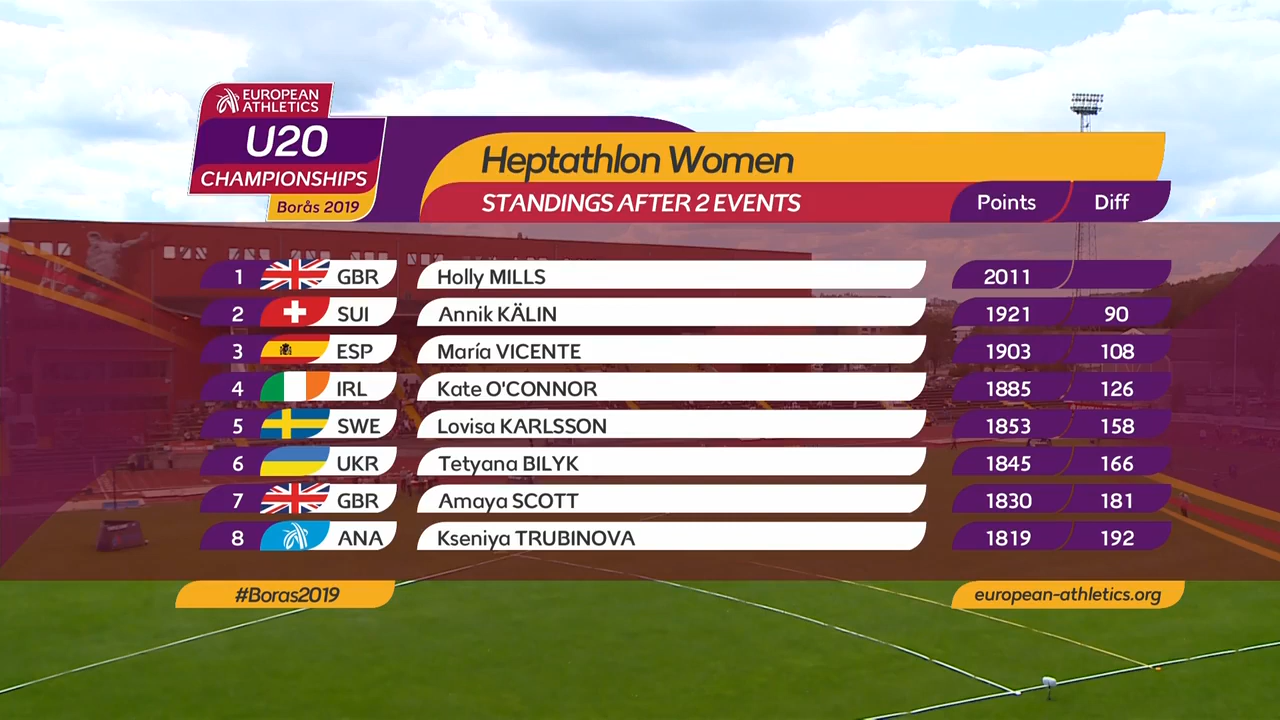 EUROPEAN
ATHLETICS
U20
CHAMPIONSHIPS
Borås 2019
Heptathlon Women
STANDINGS AFTER 2 EVENTS Points Diff
1 GBR Holly MILLS 2011
2 SUI Annik KÄLIN 1921 90
3 ESP María VICENTE 1903 108
4 IRL Kate O'CONNOR 1885 126
5 SWE Lovisa KARLSSON 1853 158
6 UKR Tetyana BILYK 1845 166
7 GBR Amaya SCOTT 1830 181
8 ANA Kseniya TRUBINOVA 1819 192
#Boras2019 european-athletics.org